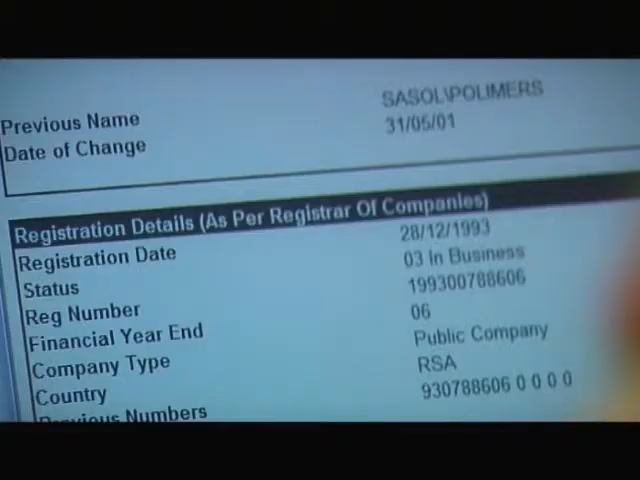 SASOL\POLIMERS
Previous Name 31/05/01
Date of Change
Registration Details (As Per Registrar Of Companies)
Registration Date 28/12/1993
Status 03 In Business
Reg Number 199300788606
Financial Year End 06
Company Type Public Company
Country RSA
Previous Numbers 930788606 0 0 0 0